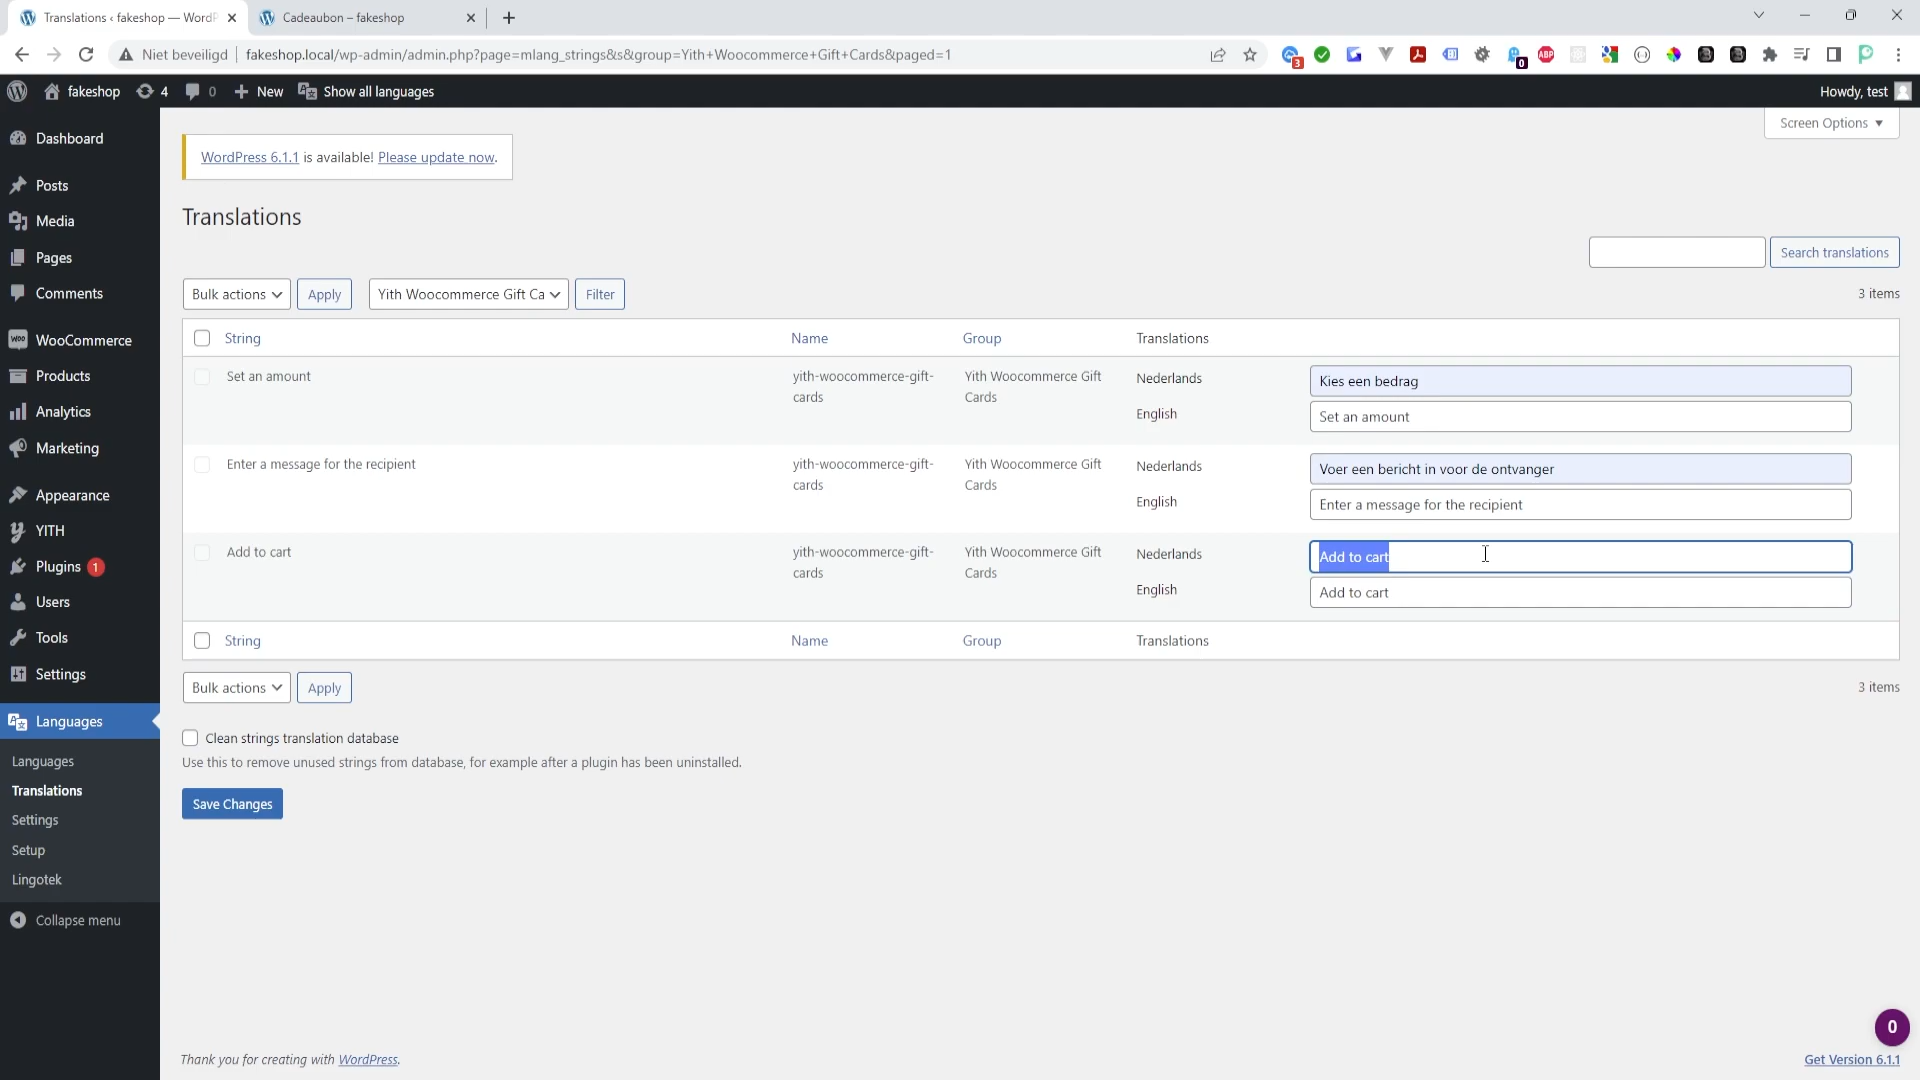 Translations ‹ fakeshop — WordP
Cadeaubon – fakeshop
Niet beveiligd
fakeshop.local/wp-admin/admin.php?page=mlang_strings&s&group=Yith+Woocommerce+Gift+Cards&paged=1
3
0
ABP
fakeshop
4
0
New
Show all languages
Howdy, test
Dashboard
Posts
Media
Pages
Comments
WooCommerce
Products
Analytics
Marketing
Appearance
YITH
Plugins 1
Users
Tools
Settings
Languages
Languages
Translations
Settings
Setup
Lingotek
Collapse menu
Screen Options
WordPress 6.1.1 is available! Please update now.
Translations
Search translations
Bulk actions
Apply
Yith Woocommerce Gift Ca
Filter
3 items
String
Name
Group
Translations
Set an amount
yith-woocommerce-gift-
cards
Yith Woocommerce Gift
Cards
Nederlands
Kies een bedrag
English
Set an amount
Enter a message for the recipient
yith-woocommerce-gift-
cards
Yith Woocommerce Gift
Cards
Nederlands
Voer een bericht in voor de ontvanger
English
Enter a message for the recipient
Add to cart
yith-woocommerce-gift-
cards
Yith Woocommerce Gift
Cards
Nederlands
Add to cart
English
Add to cart
String
Name
Group
Translations
Bulk actions
Apply
3 items
Clean strings translation database
Use this to remove unused strings from database, for example after a plugin has been uninstalled.
Save Changes
0
Thank you for creating with WordPress.
Get Version 6.1.1